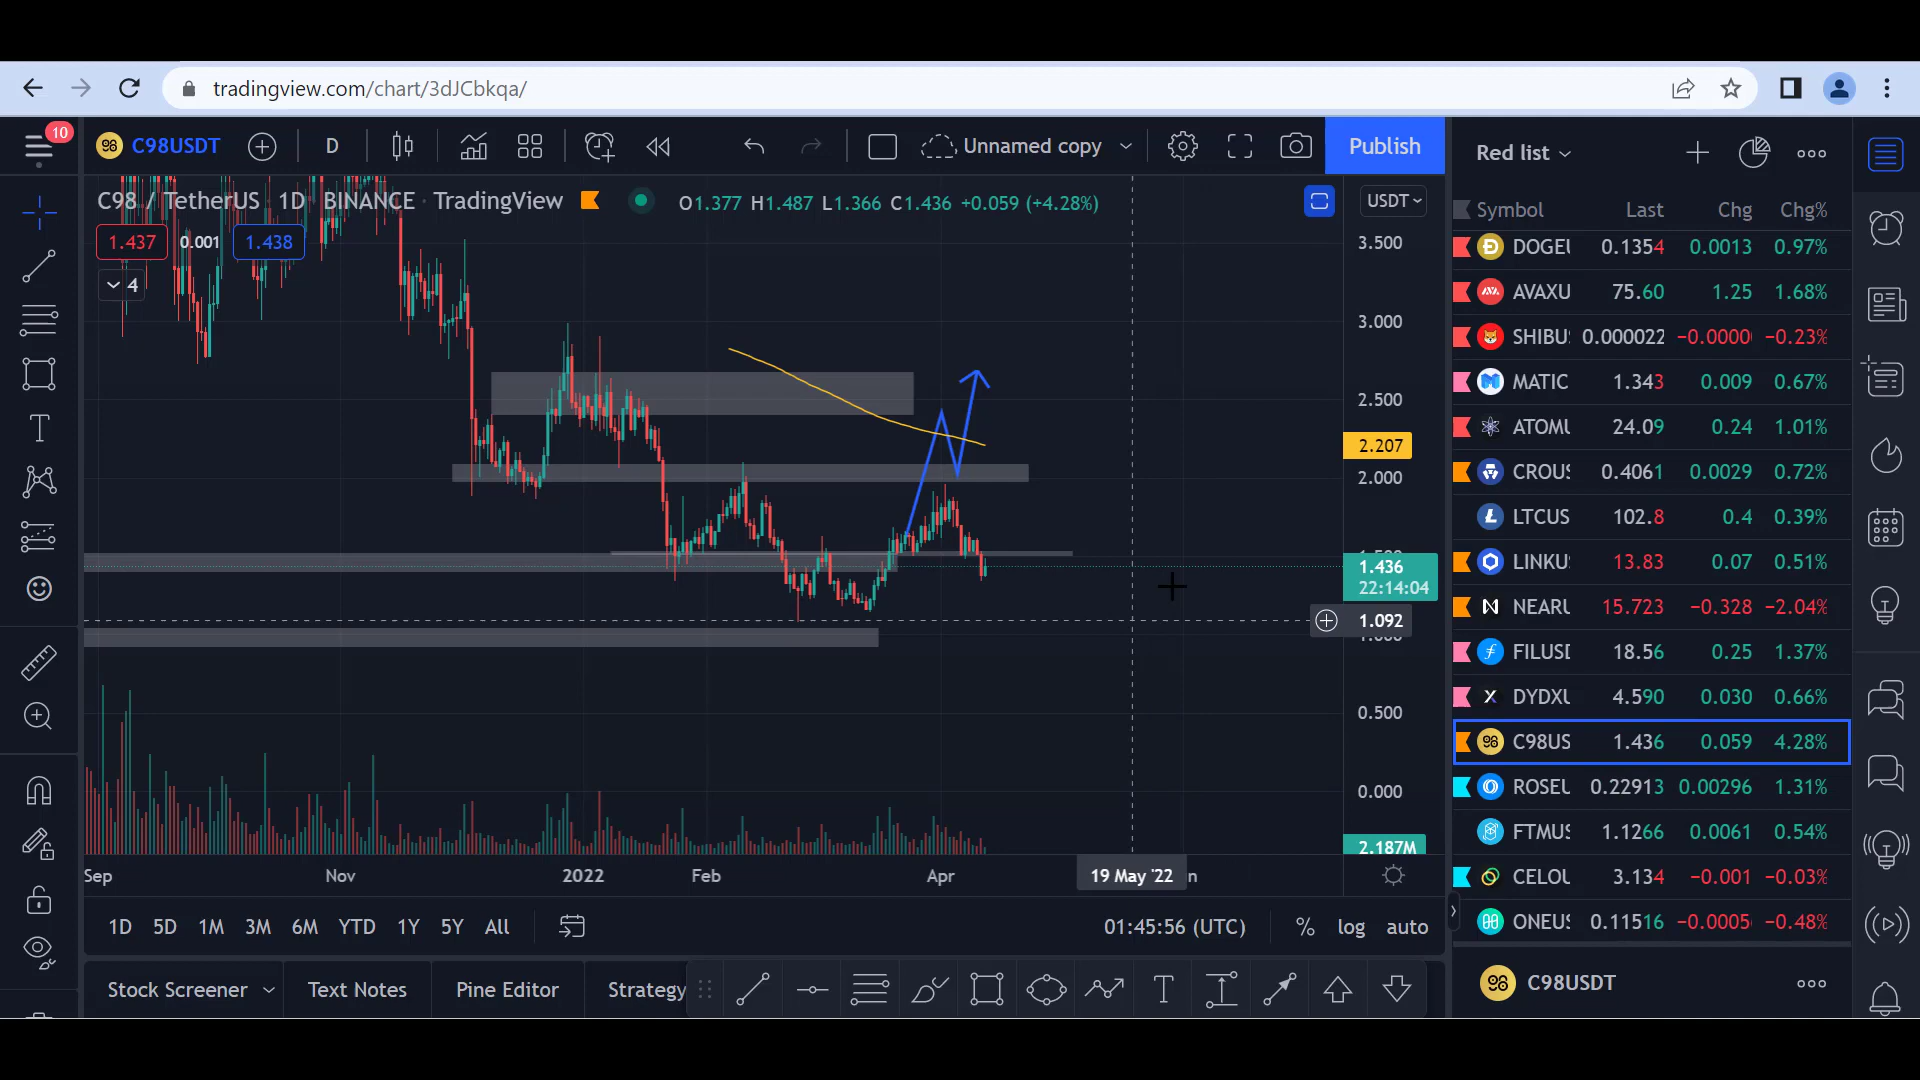 tradingview.com/chart/3dJCbkqa/
10
C98USDT D Unnamed copy Publish
Red list
C98 / TetherUS · 1D · BINANCE · TradingView O1.377 H1.487 L1.366 C1.436 +0.059 (+4.28%) USDT
Symbol Last Chg Chg%
1.437 0.001 1.438
4
3.500
3.000
2.500
2.207
2.000
1.436
22:14:04
1.092
0.500
0.000
2.187M
DOGEU 0.1354 0.0013 0.97%
AVAXU 75.60 1.25 1.68%
SHIBUS 0.000022 −0.0000 −0.23%
MATIC 1.343 0.009 0.67%
ATOMU 24.09 0.24 1.01%
CROUS 0.4061 0.0029 0.72%
LTCUS 102.8 0.4 0.39%
LINKU 13.83 0.07 0.51%
NEARU 15.723 −0.328 −2.04%
FILUSD 18.56 0.25 1.37%
DYDXU 4.590 0.030 0.66%
C98US 1.436 0.059 4.28%
ROSEU 0.22913 0.00296 1.31%
FTMUS 1.1266 0.0061 0.54%
CELOU 3.134 −0.001 −0.03%
ONEUS 0.11516 −0.0005 −0.48%
Sep Nov 2022 Feb Apr 19 May '22
1D 5D 1M 3M 6M YTD 1Y 5Y All 01:45:56 (UTC) % log auto
Stock Screener Text Notes Pine Editor Strategy
C98USDT